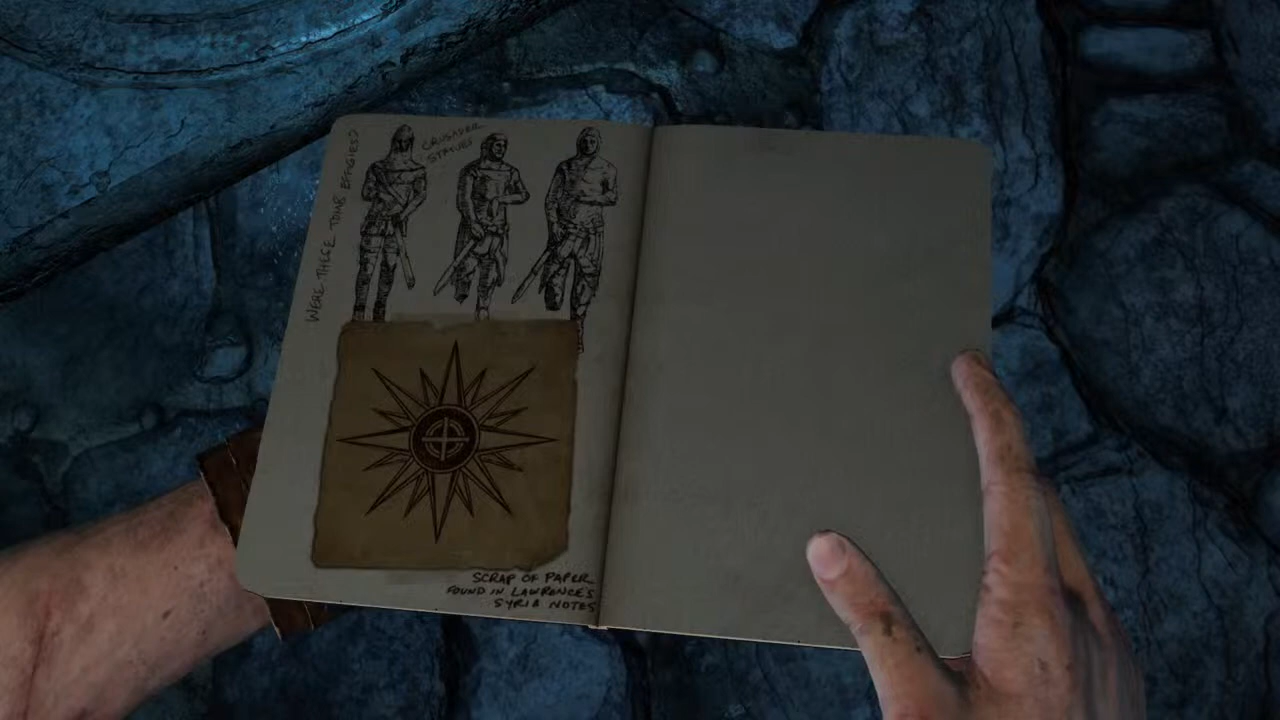 CRUSADER
STATUES
WERE THESE TOMB EFFIGIES?
SCRAP OF PAPER
FOUND IN LAWRENCE'S
SYRIA NOTES